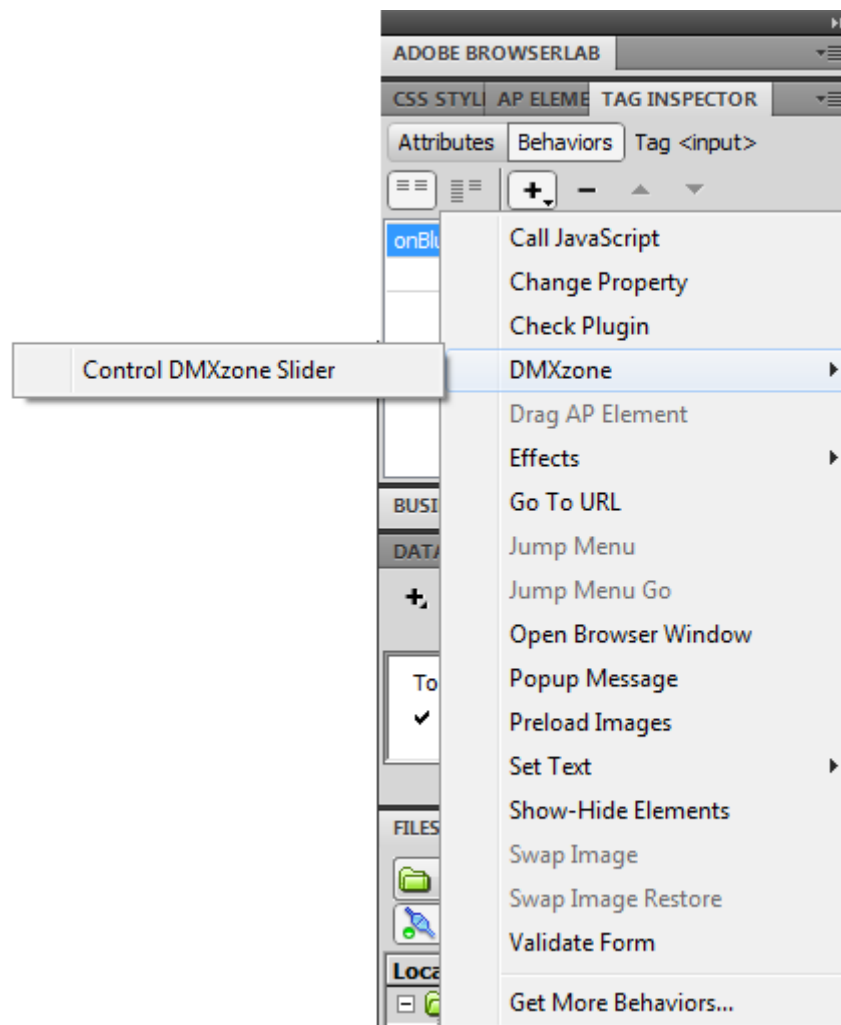 ADOBE BROWSERLAB
CSS STYL AP ELEME TAG INSPECTOR
Attributes Behaviors Tag <input>
onBlu
Call JavaScript
Change Property
Check Plugin
Control DMXzone Slider
DMXzone
Drag AP Element
Effects
Go To URL
BUSI
Jump Menu
DATA
Jump Menu Go
Open Browser Window
To
Popup Message
Preload Images
Set Text
Show-Hide Elements
FILES
Swap Image
Swap Image Restore
Validate Form
Loca
Get More Behaviors...